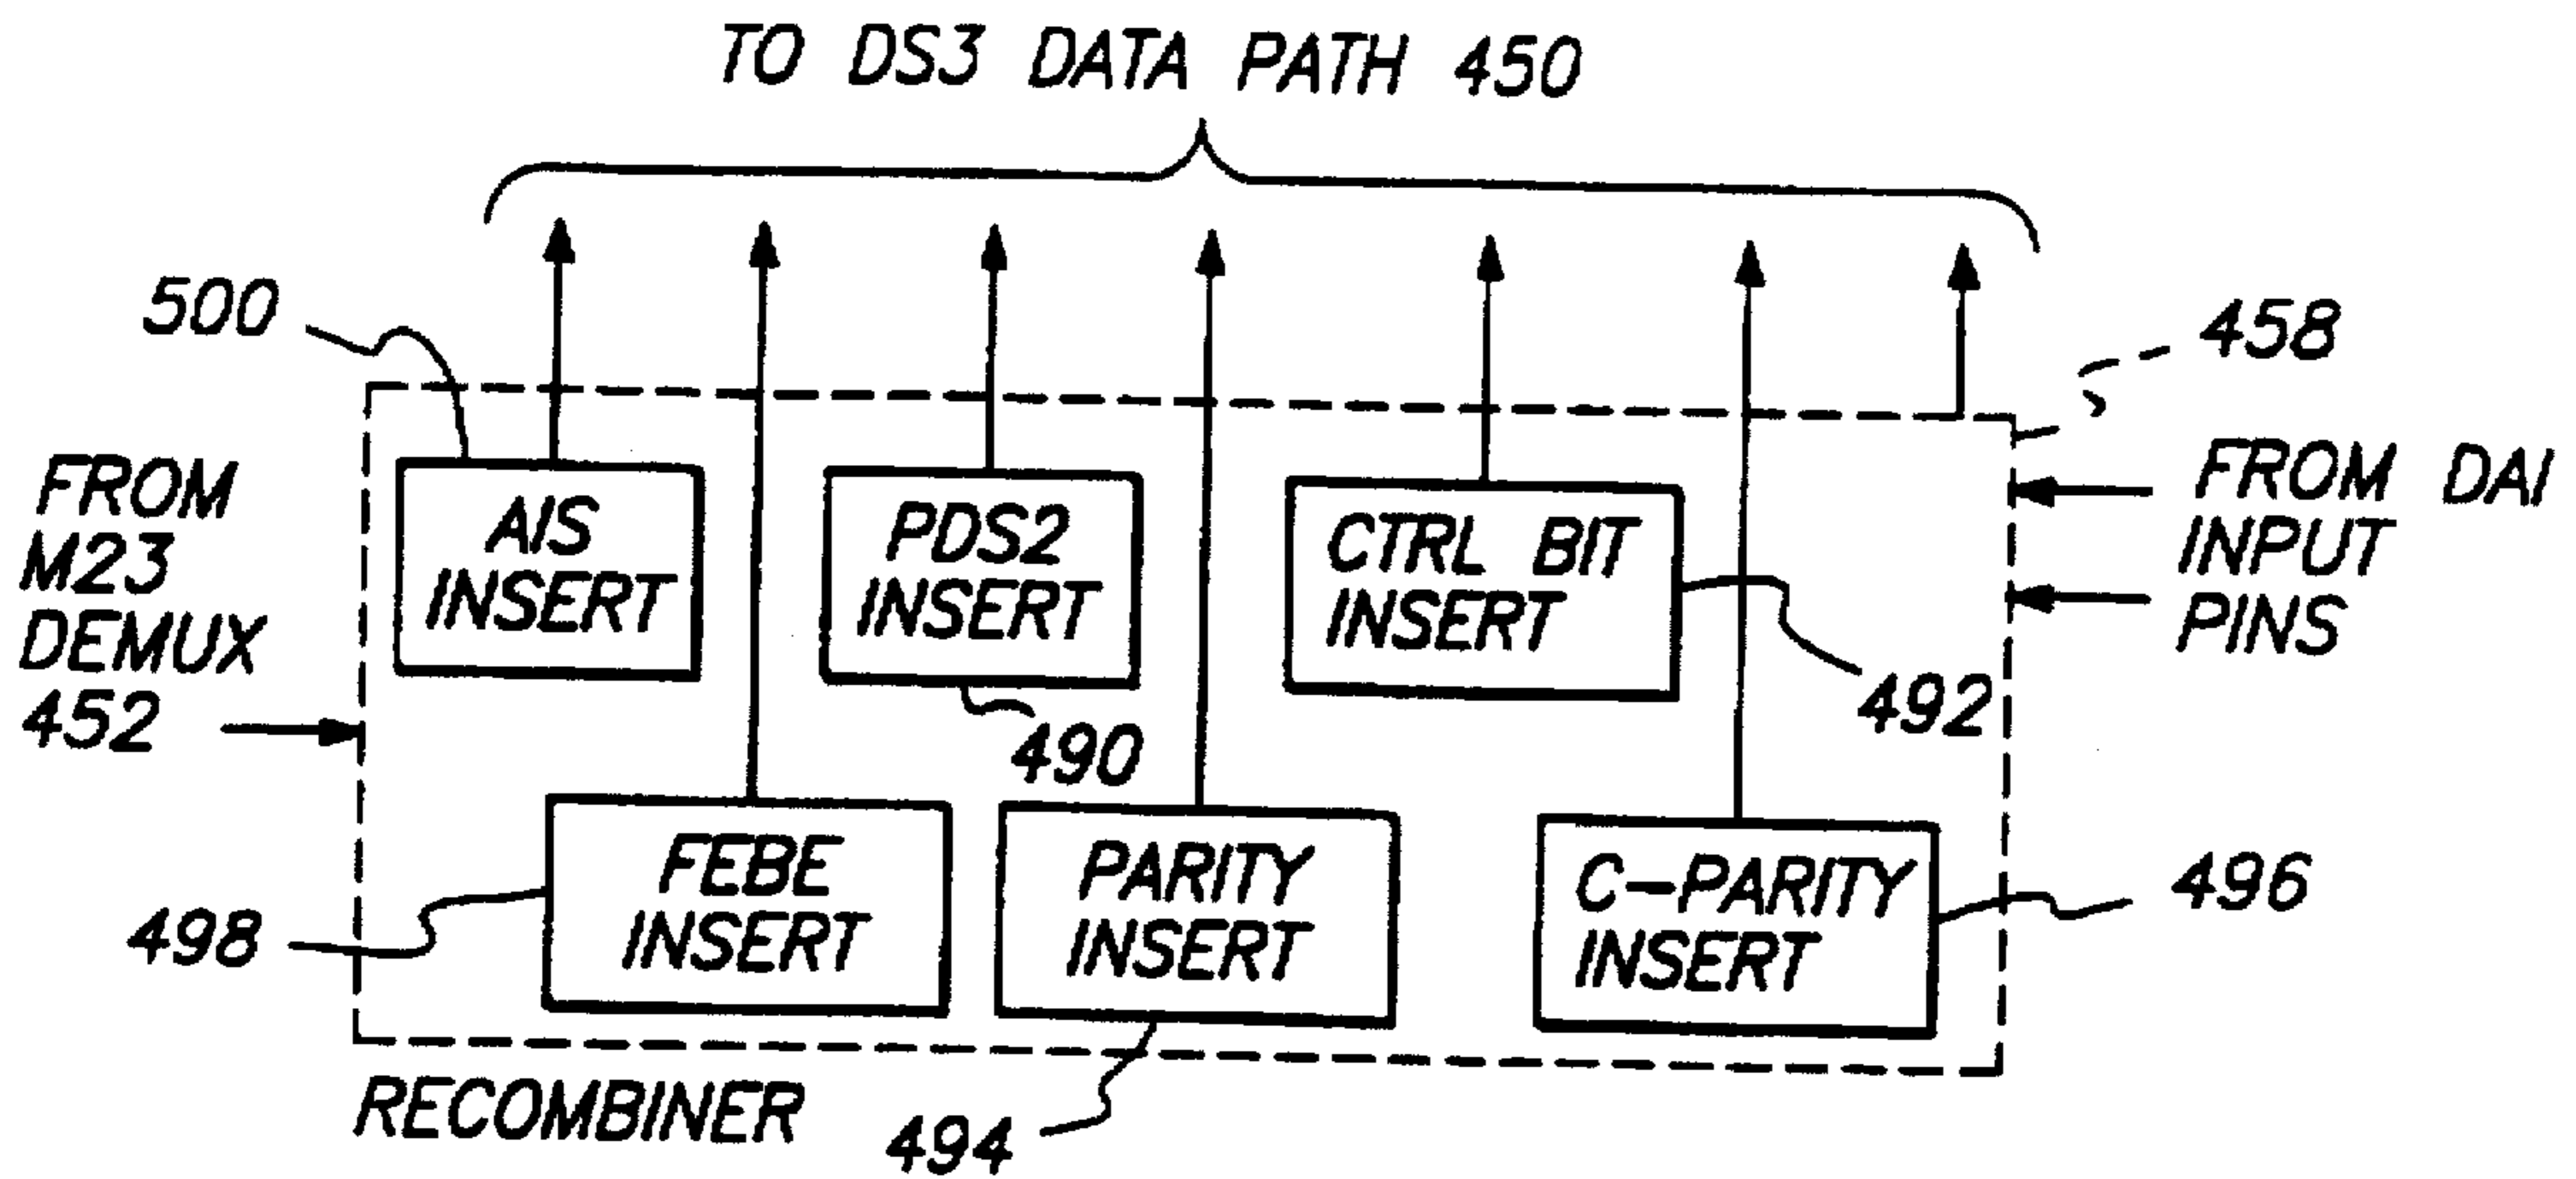 TO DS3 DATA PATH 450
500
458
FROM
M23
DEMUX
452
AIS
INSERT
PDS2
INSERT
490
CTRL BIT
INSERT
492
FROM DAI
INPUT
PINS
498
FEBE
INSERT
PARITY
INSERT
C-PARITY
INSERT
496
RECOMBINER
494